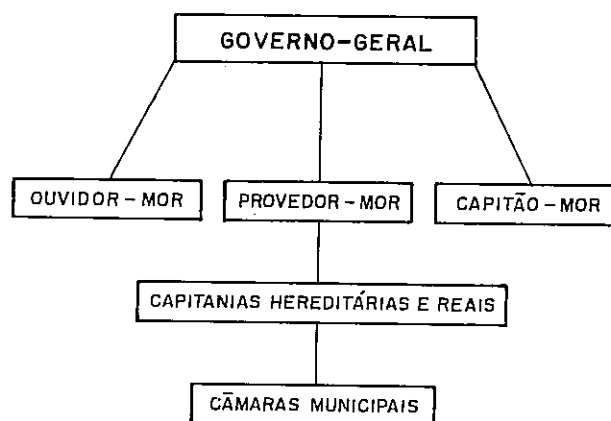 GOVERNO-GERAL
OUVIDOR-MOR
PROVEDOR-MOR
CAPITÃO-MOR
CAPITANIAS HEREDITÁRIAS E REAIS
CÂMARAS MUNICIPAIS